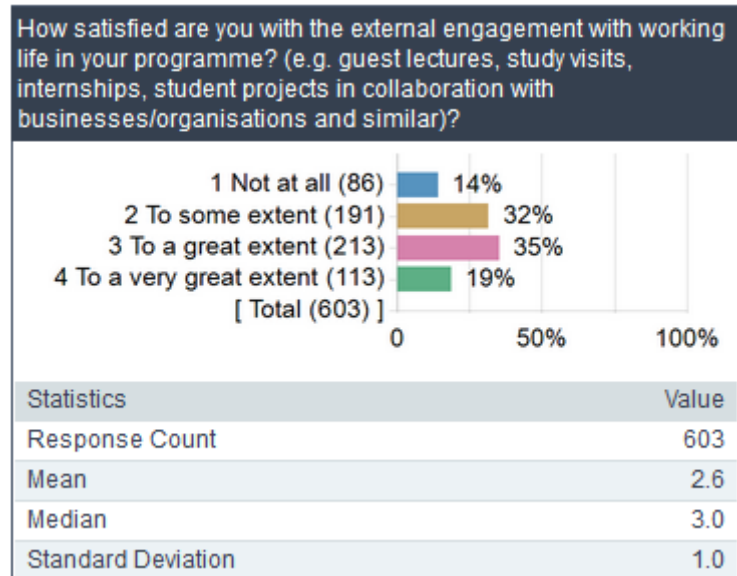 How satisfied are you with the external engagement with working
life in your programme? (e.g. guest lectures, study visits,
internships, student projects in collaboration with
businesses/organisations and similar)?
1 Not at all (86) 14%
2 To some extent (191) 32%
3 To a great extent (213) 35%
4 To a very great extent (113) 19%
[ Total (603) ]
0 50% 100%
Statistics Value
Response Count 603
Mean 2.6
Median 3.0
Standard Deviation 1.0